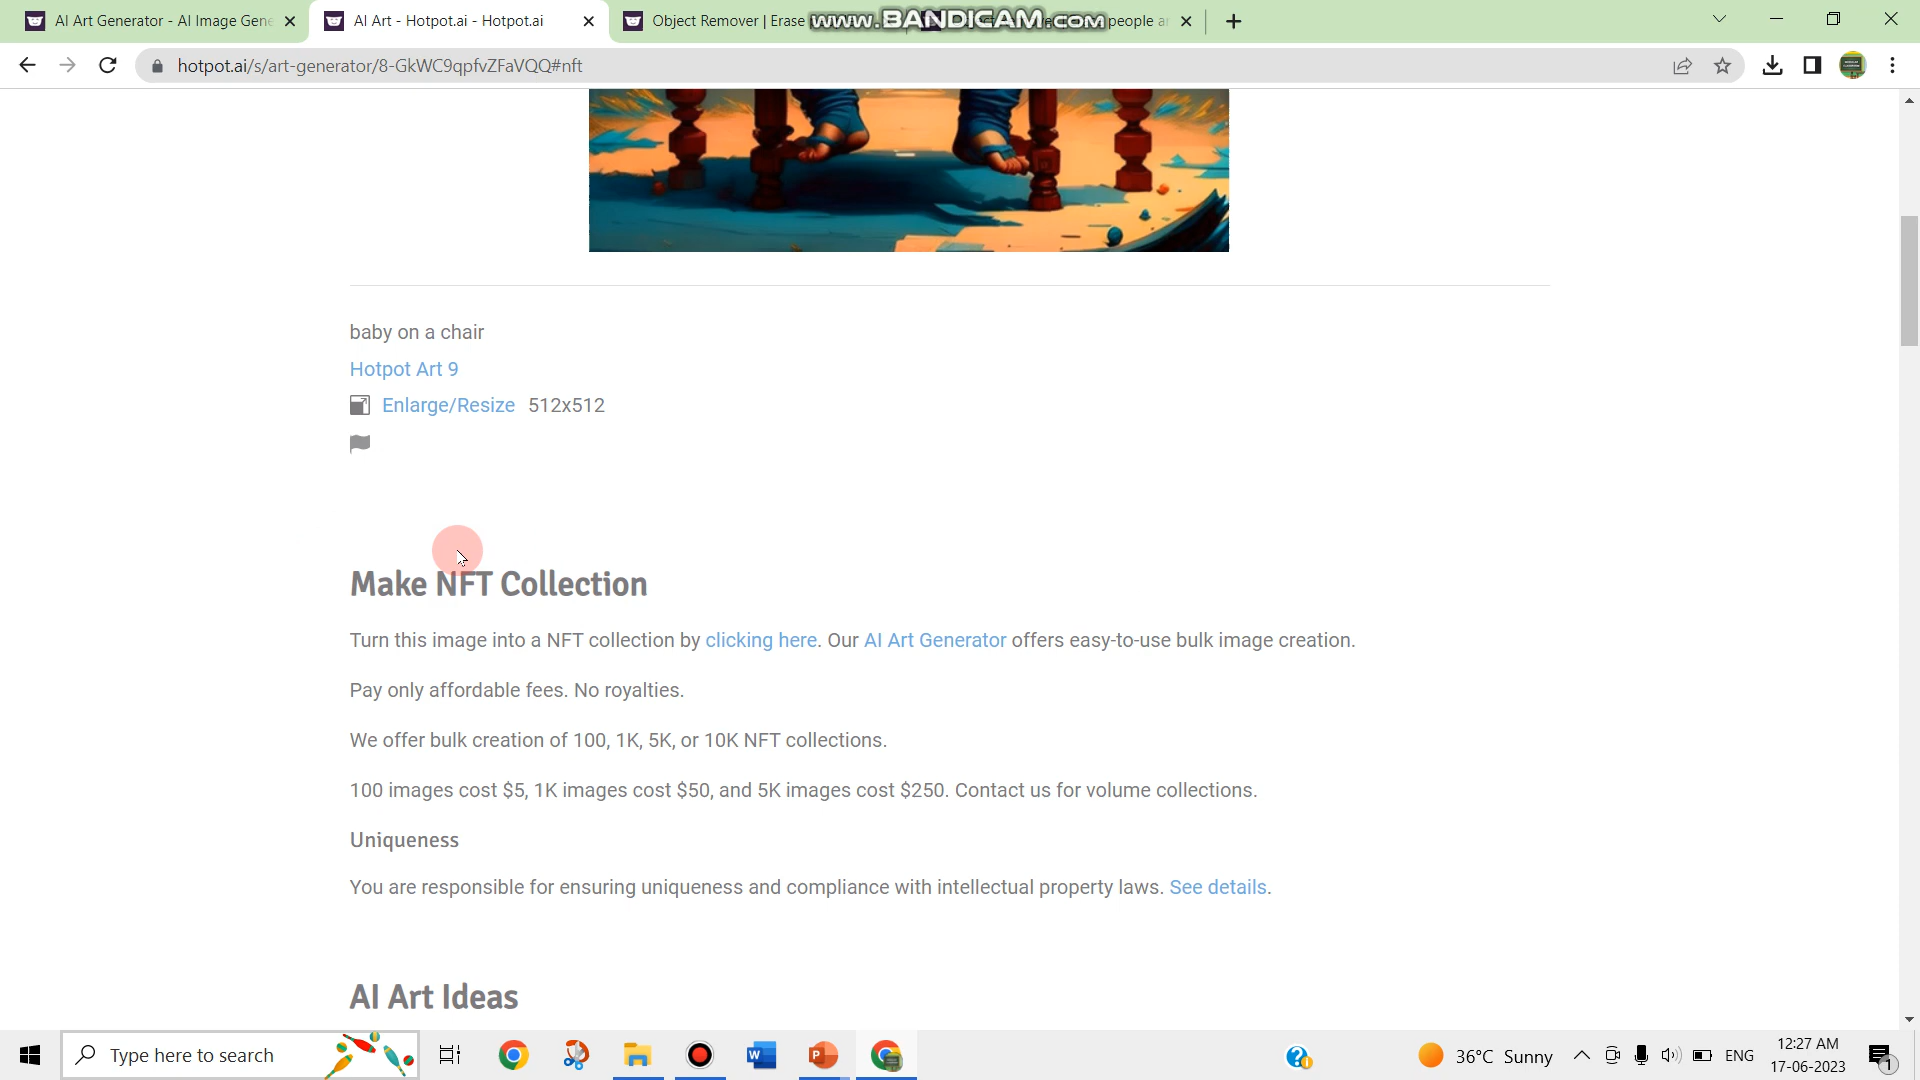 AI Art Generator - AI Image Gene
AI Art - Hotpot.ai - Hotpot.ai
Object Remover | Erase
www.BANDICAM.com
people a
hotpot.ai/s/art-generator/8-GkWC9qpfvZFaVQQ#nft
baby on a chair
Hotpot Art 9
Enlarge/Resize 512x512
Make NFT Collection
Turn this image into a NFT collection by clicking here. Our AI Art Generator offers easy-to-use bulk image creation.
Pay only affordable fees. No royalties.
We offer bulk creation of 100, 1K, 5K, or 10K NFT collections.
100 images cost $5, 1K images cost $50, and 5K images cost $250. Contact us for volume collections.
Uniqueness
You are responsible for ensuring uniqueness and compliance with intellectual property laws. See details.
AI Art Ideas
Type here to search
36°C Sunny
ENG
12:27 AM
17-06-2023
1